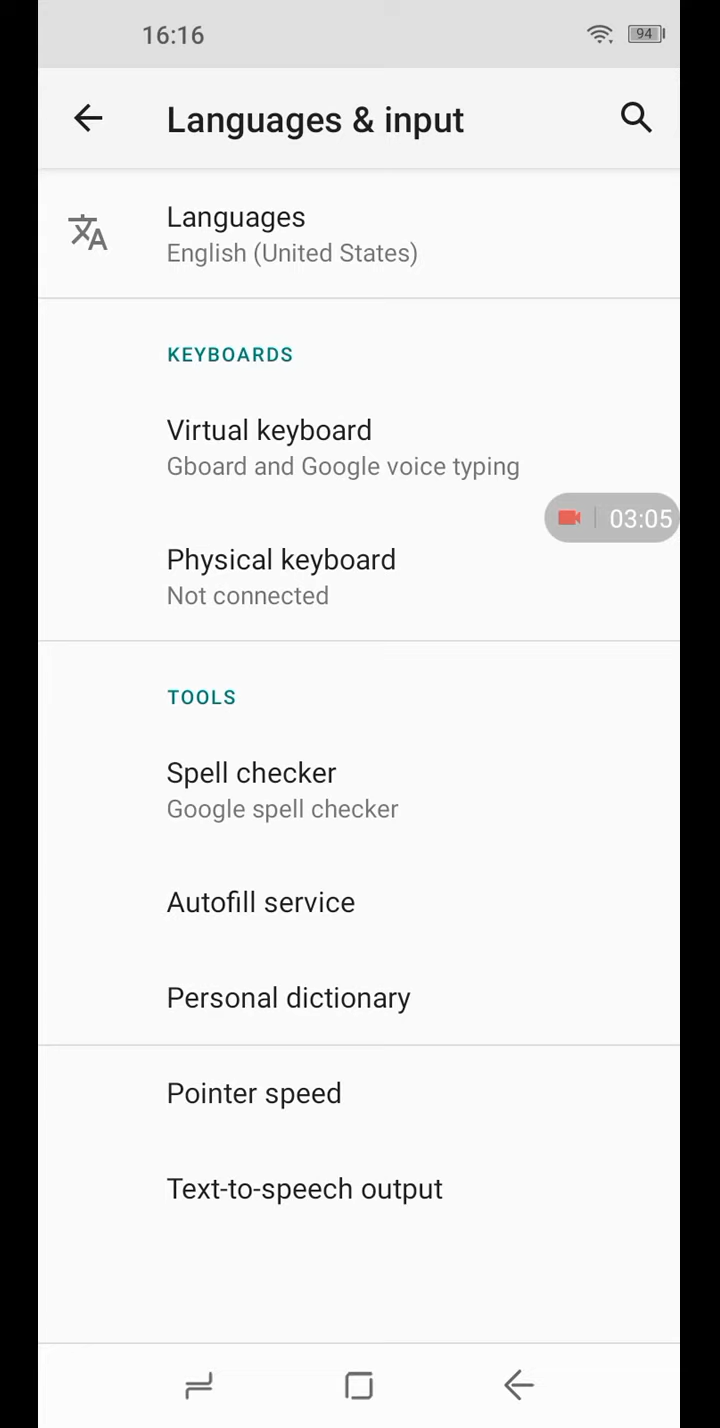 16:16
94
Languages & input
Languages
English (United States)
KEYBOARDS
Virtual keyboard
Gboard and Google voice typing
03:05
Physical keyboard
Not connected
TOOLS
Spell checker
Google spell checker
Autofill service
Personal dictionary
Pointer speed
Text-to-speech output